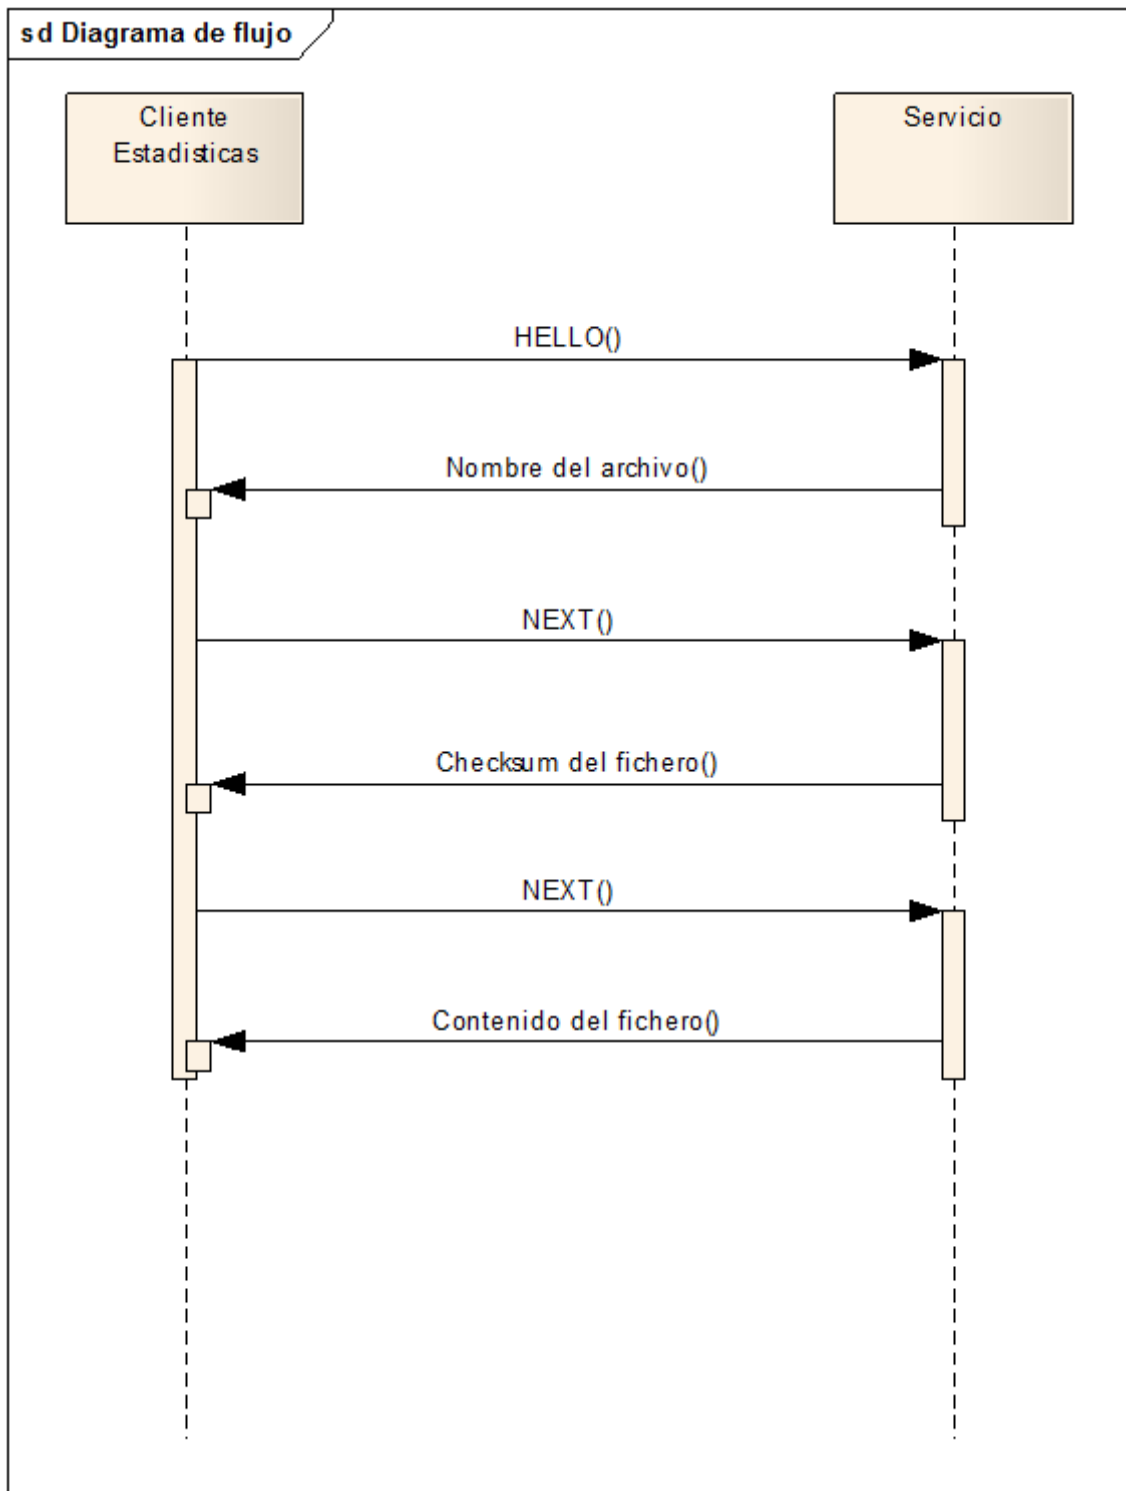 sd Diagrama de flujo
Cliente
Estadisticas
Servicio
HELLO()
Nombre del archivo()
NEXT()
Checksum del fichero()
NEXT()
Contenido del fichero()